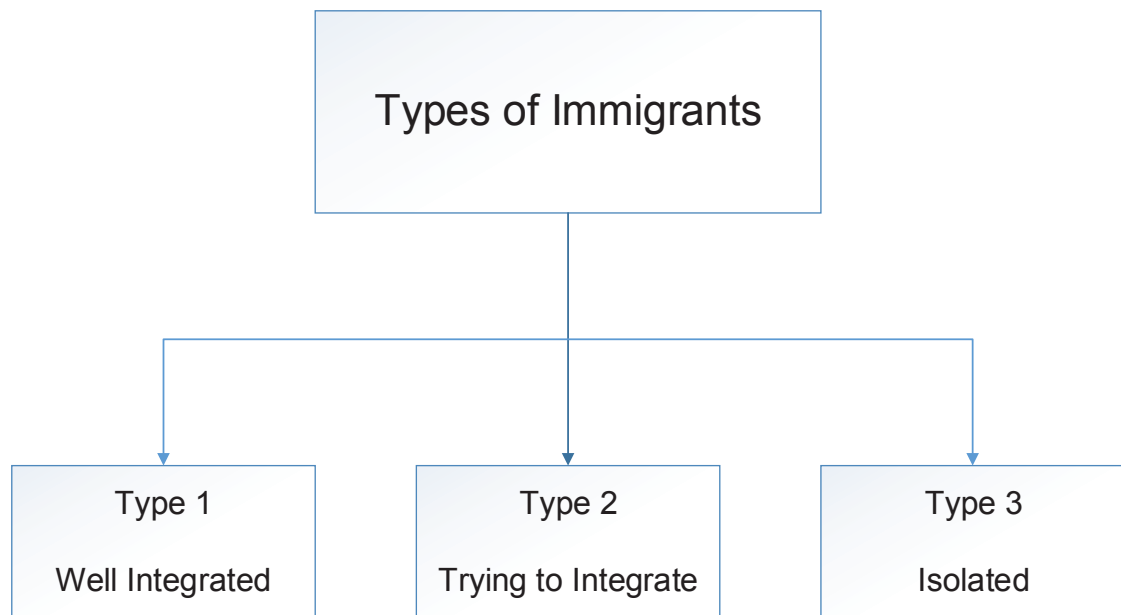 Types of Immigrants
Type 1
Well Integrated
Type 2
Trying to Integrate
Type 3
Isolated